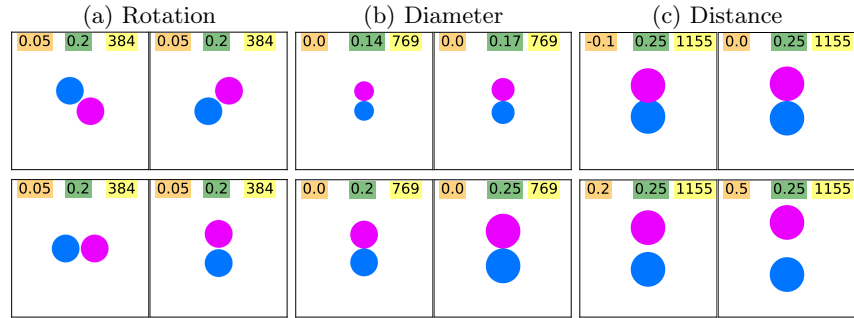 (a) Rotation (b) Diameter (c) Distance
0.05 0.2 384 0.05 0.2 384 0.0 0.14 769 0.0 0.17 769 -0.1 0.25 1155 0.0 0.25 1155
0.05 0.2 384 0.05 0.2 384 0.0 0.2 769 0.0 0.25 769 0.2 0.25 1155 0.5 0.25 1155